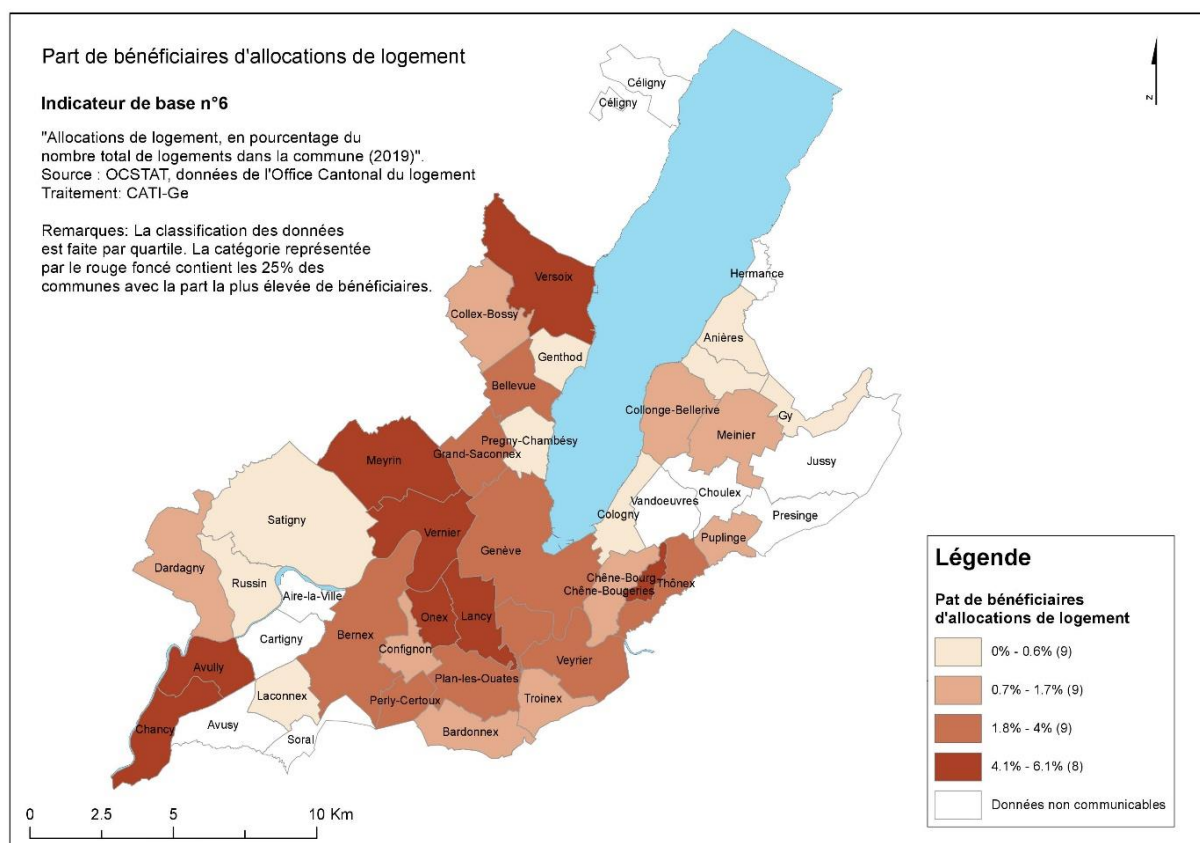 Part de bénéficiaires d'allocations de logement
Indicateur de base n°6
"Allocations de logement, en pourcentage du
nombre total de logements dans la commune (2019)".
Source : OCSTAT, données de l'Office Cantonal du logement
Traitement: CATI-Ge
Remarques: La classification des données
est faite par quartile. La catégorie représentée
par le rouge foncé contient les 25% des
communes avec la part la plus élevée de bénéficiaires.
N
Céligny
Céligny
Hermance
Versoix
Collex-Bossy
Anières
Genthod
Bellevue
Collonge-Bellerive
Gy
Meinier
Pregny-Chambésy
Grand-Saconnex
Meyrin
Jussy
Choulex
Vandoeuvres
Presinge
Cologny
Satigny
Vernier
Genève
Puplinge
Dardagny
Russin
Chêne-Bourg
Thônex
Chêne-Bougeries
Aire-la-Ville
Onex
Lancy
Cartigny
Bernex
Confignon
Veyrier
Avully
Plan-les-Ouates
Laconnex
Perly-Certoux
Troinex
Chancy
Avusy
Soral
Bardonnex
Légende
Pat de bénéficiaires
d'allocations de logement
0% - 0.6% (9)
0.7% - 1.7% (9)
1.8% - 4% (9)
4.1% - 6.1% (8)
Données non communicables
0 2.5 5 10 Km